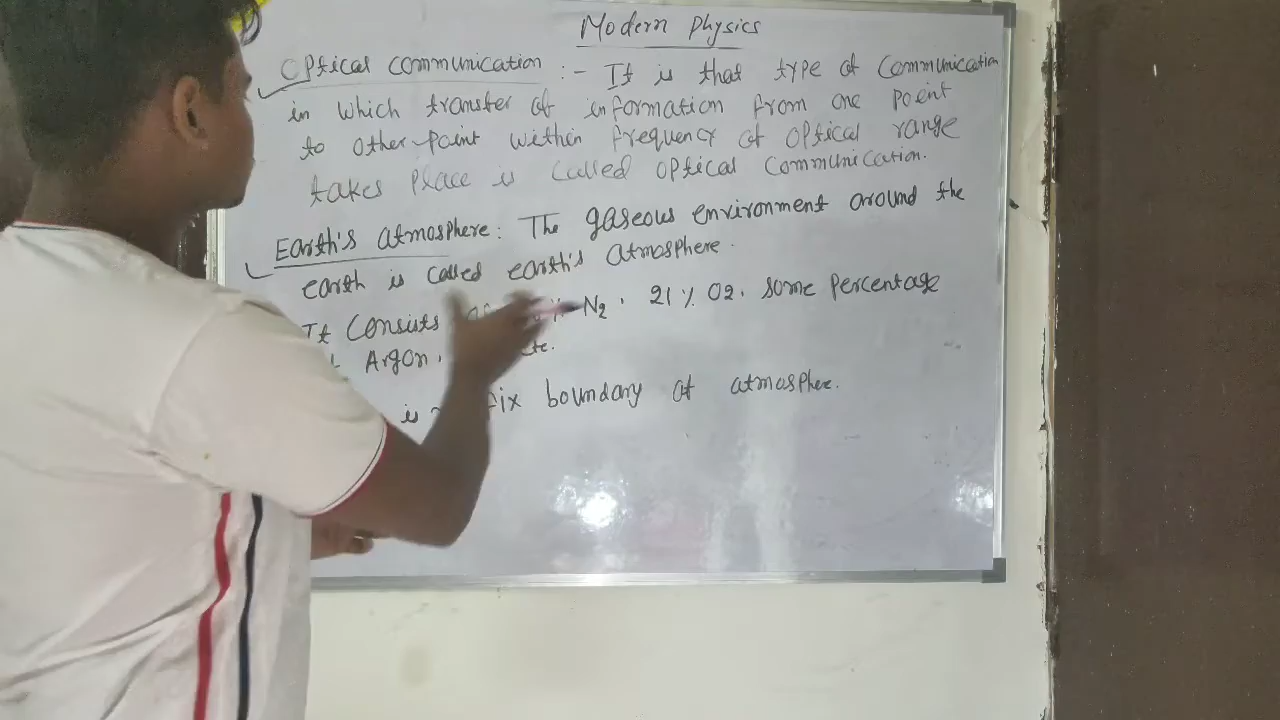 Modern Physics
Optical communication :- It is that type of communication
in which transfer of information from one point
to other point within frequency of optical range
takes place is called optical communication.
Earth's atmosphere: The gaseous environment around the
earth is called earth's atmosphere.
It consists % N2, 21% O2. some percentage
Argon, etc.
is fix boundary of atmosphere.